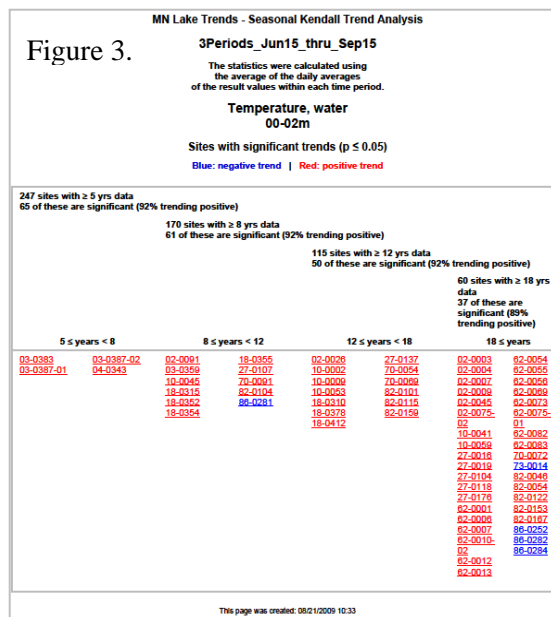 MN Lake Trends - Seasonal Kendall Trend Analysis
Figure 3.
3Periods_Jun15_thru_Sep15
The statistics were calculated using
the average of the daily averages
of the result values within each time period.
Temperature, water
00-02m
Sites with significant trends (p ≤ 0.05)
Blue: negative trend | Red: positive trend
247 sites with ≥ 5 yrs data
65 of these are significant (92% trending positive)
170 sites with ≥ 8 yrs data
61 of these are significant (92% trending positive)
115 sites with ≥ 12 yrs data
50 of these are significant (92% trending positive)
60 sites with ≥ 18 yrs
data
37 of these are
significant (89%
trending positive)
5 ≤ years < 8
03-0383 03-0387-02
03-0387-01 04-0343
8 ≤ years < 12
02-0091 18-0355
03-0359 27-0107
10-0045 70-0091
18-0315 82-0104
18-0352 86-0281
18-0354
12 ≤ years < 18
02-0026 27-0137
10-0002 70-0054
10-0009 70-0069
10-0053 82-0101
18-0310 82-0115
18-0378 82-0159
18-0412
18 ≤ years
02-0003
02-0004
02-0007
02-0009
02-0045
02-0075-
02
10-0041
10-0059
27-0016
27-0019
27-0104
27-0118
27-0176
62-0001
62-0006
62-0007
62-0010-
02
62-0012
62-0013
62-0054
62-0055
62-0056
62-0069
62-0073
62-0075-
01
62-0082
62-0083
70-0072
73-0014
82-0046
82-0054
82-0122
82-0153
82-0167
86-0252
86-0282
86-0284
This page was created: 08/21/2009 10:33